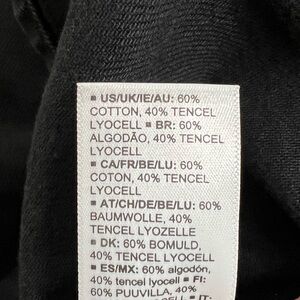 ▪ US/UK/IE/AU: 60%
COTTON, 40% TENCEL
LYOCELL ▪ BR: 60%
ALGODÃO, 40% TENCEL
LYOCELL
▪ CA/FR/BE/LU: 60%
COTON, 40% TENCEL
LYOCELL
▪ AT/CH/DE/BE/LU: 60%
BAUMWOLLE, 40%
TENCEL LYOZELLE
▪ DK: 60% BOMULD,
40% TENCEL LYOCELL
▪ ES/MX: 60% algodón,
40% tencel lyocell ▪ FI:
60% PUUVILLA, 40%
▪ IT: